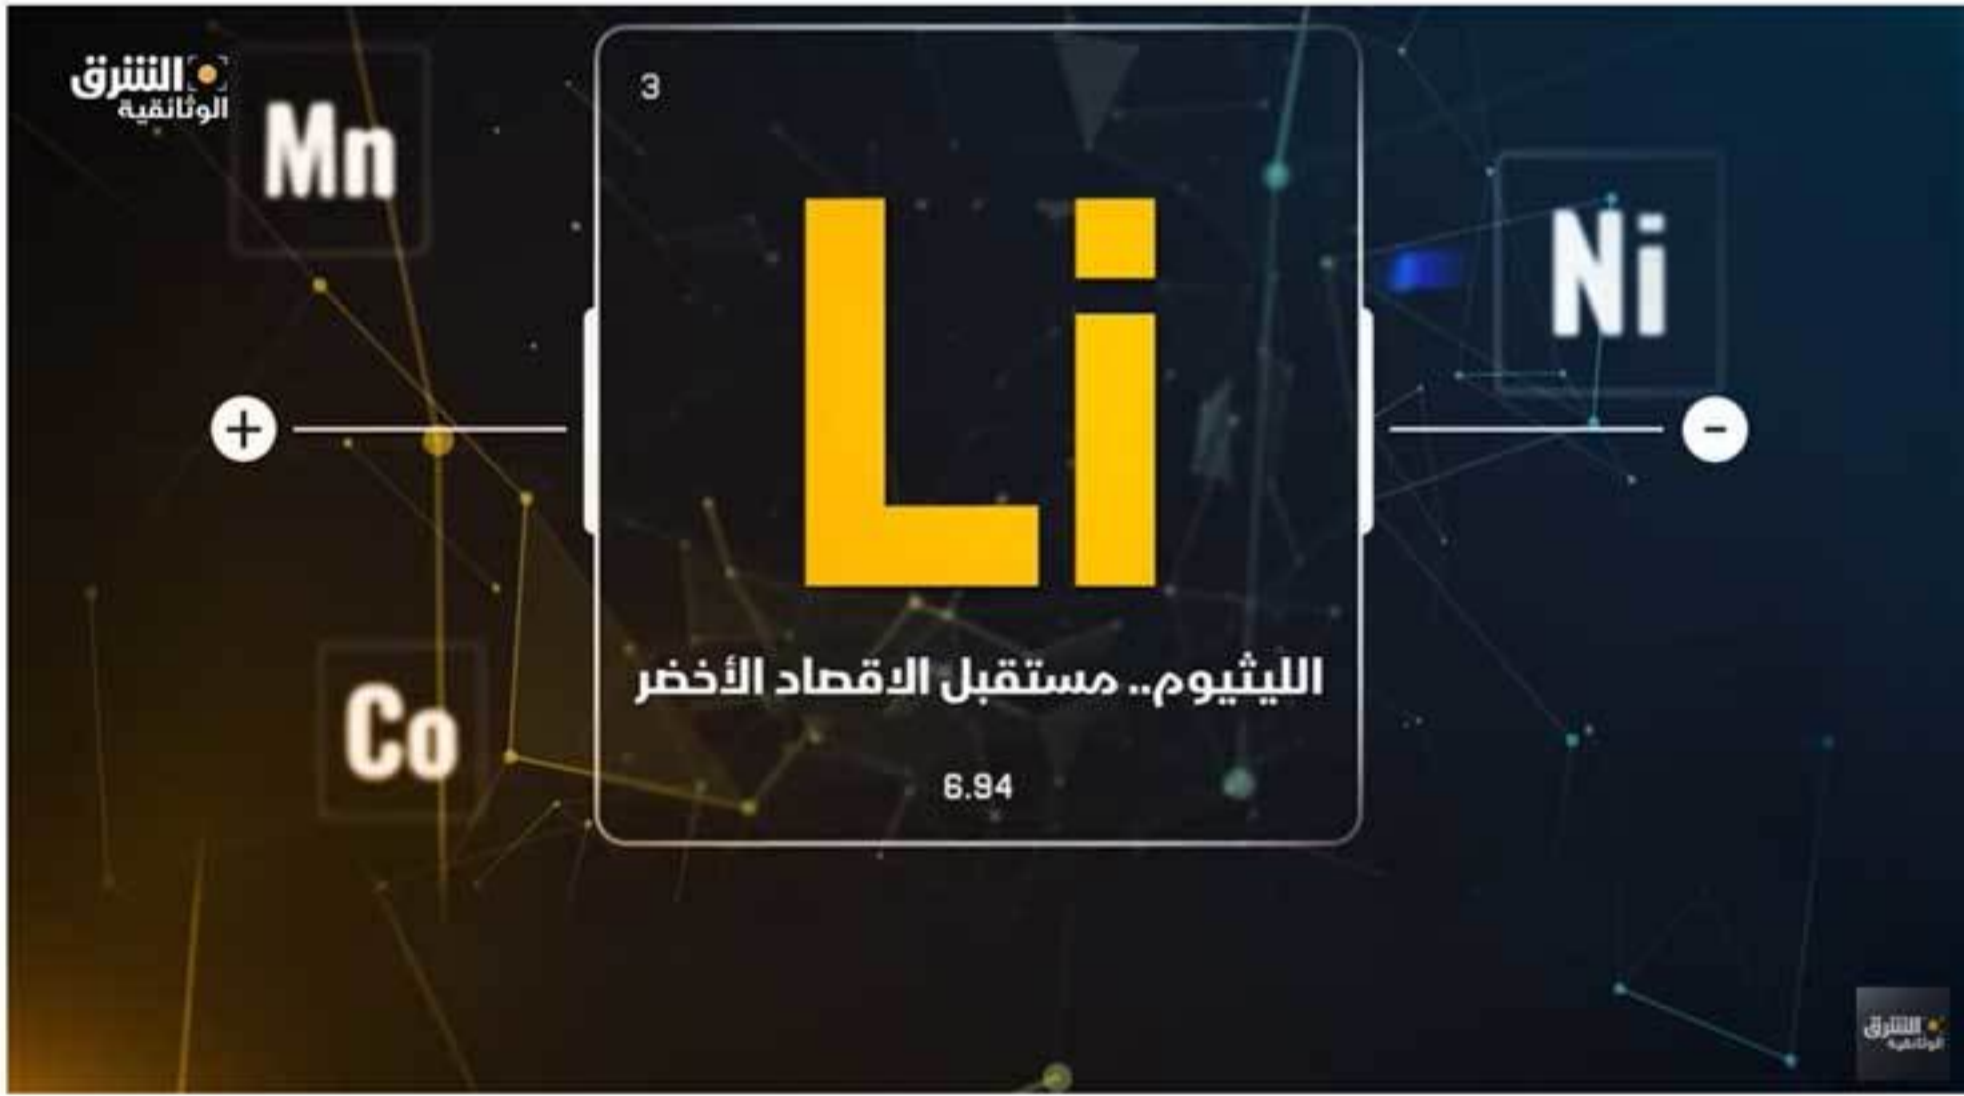 الشرق
الوثائقية
Mn
3
Li
Ni
+
-
الليثيوم.. مستقبل الاقصاد الأخضر
Co
6.94
الشرق
الوثائقية